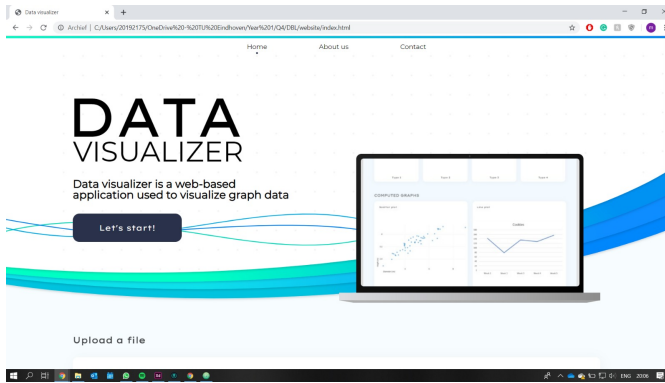 Data visualizer
Archief | C:/Users/20192175/OneDrive%20-%20TU%20Eindhoven/Year%201/Q4/DBL/website/index.html
Home
About us
Contact
DATA
VISUALIZER
Data visualizer is a web-based
application used to visualize graph data
Let's start!
COMPUTED GRAPHS
Upload a file
ENG
20:06